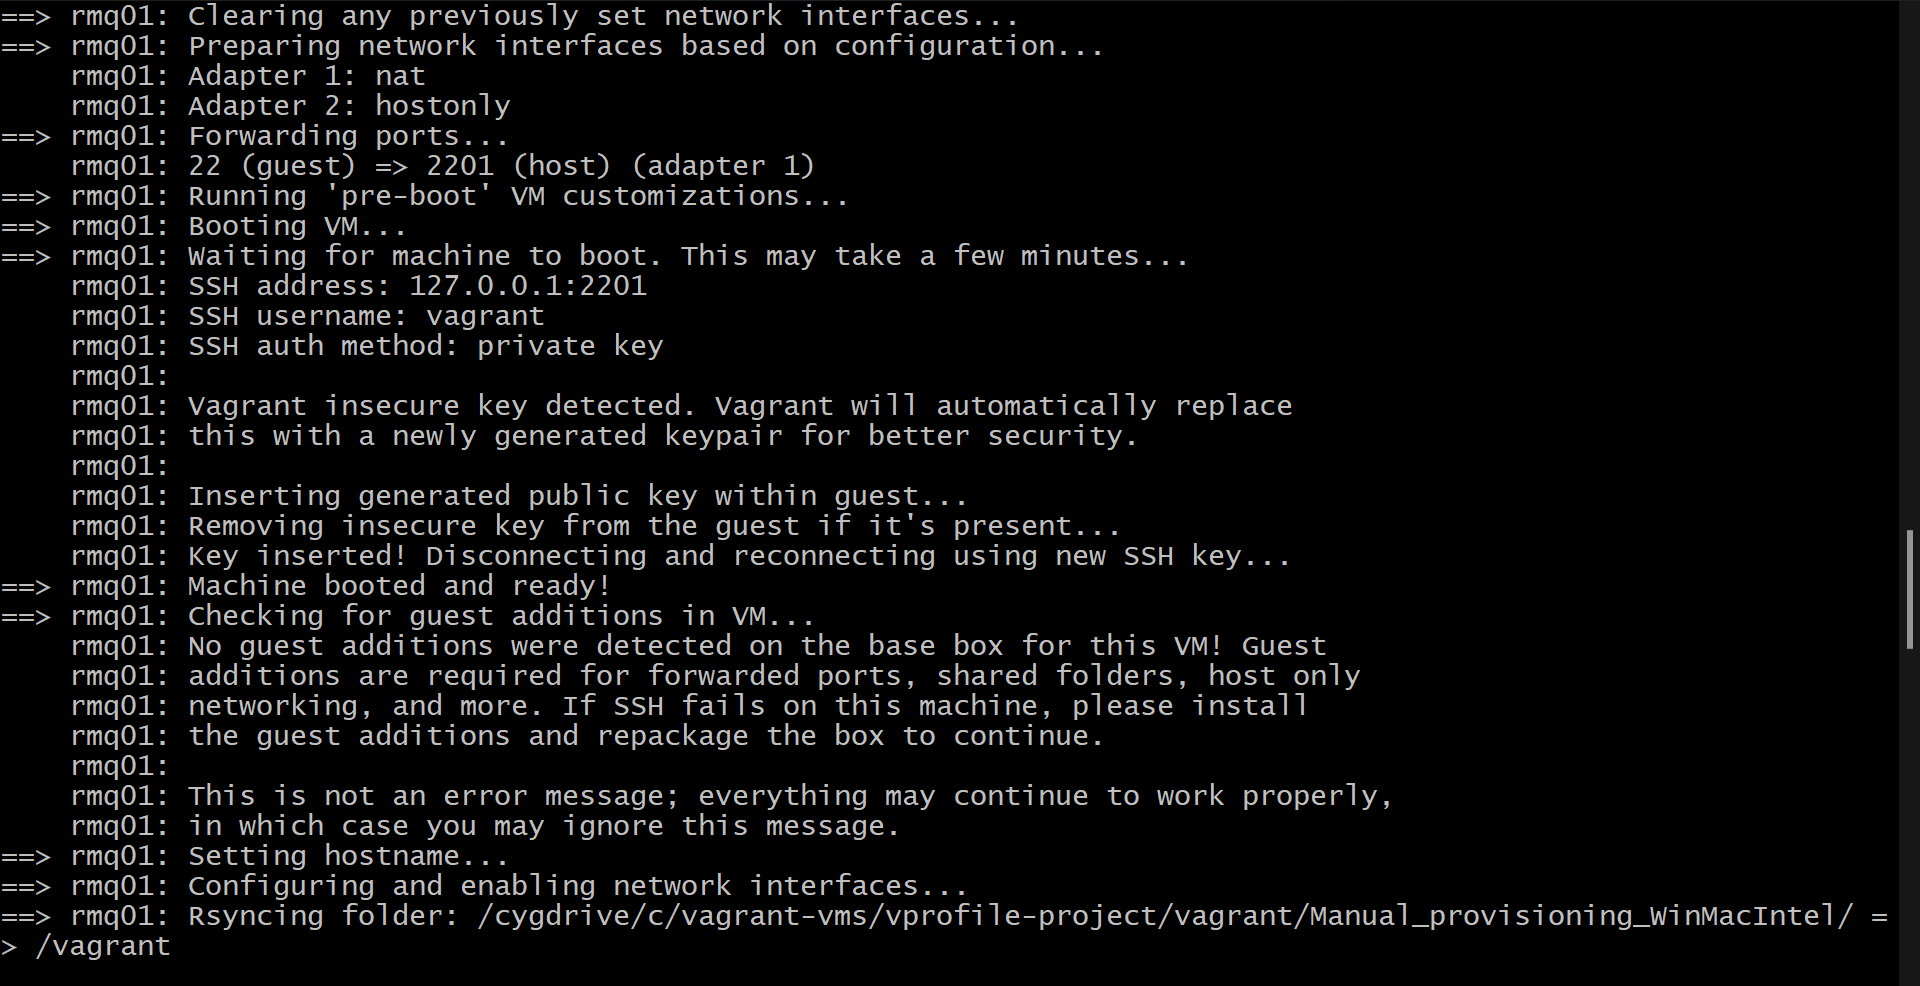 ==> rmq01: Clearing any previously set network interfaces...
==> rmq01: Preparing network interfaces based on configuration...
    rmq01: Adapter 1: nat
    rmq01: Adapter 2: hostonly
==> rmq01: Forwarding ports...
    rmq01: 22 (guest) => 2201 (host) (adapter 1)
==> rmq01: Running 'pre-boot' VM customizations...
==> rmq01: Booting VM...
==> rmq01: Waiting for machine to boot. This may take a few minutes...
    rmq01: SSH address: 127.0.0.1:2201
    rmq01: SSH username: vagrant
    rmq01: SSH auth method: private key
    rmq01:
    rmq01: Vagrant insecure key detected. Vagrant will automatically replace
    rmq01: this with a newly generated keypair for better security.
    rmq01:
    rmq01: Inserting generated public key within guest...
    rmq01: Removing insecure key from the guest if it's present...
    rmq01: Key inserted! Disconnecting and reconnecting using new SSH key...
==> rmq01: Machine booted and ready!
==> rmq01: Checking for guest additions in VM...
    rmq01: No guest additions were detected on the base box for this VM! Guest
    rmq01: additions are required for forwarded ports, shared folders, host only
    rmq01: networking, and more. If SSH fails on this machine, please install
    rmq01: the guest additions and repackage the box to continue.
    rmq01:
    rmq01: This is not an error message; everything may continue to work properly,
    rmq01: in which case you may ignore this message.
==> rmq01: Setting hostname...
==> rmq01: Configuring and enabling network interfaces...
==> rmq01: Rsyncing folder: /cygdrive/c/vagrant-vms/vprofile-project/vagrant/Manual_provisioning_WinMacIntel/ =
> /vagrant